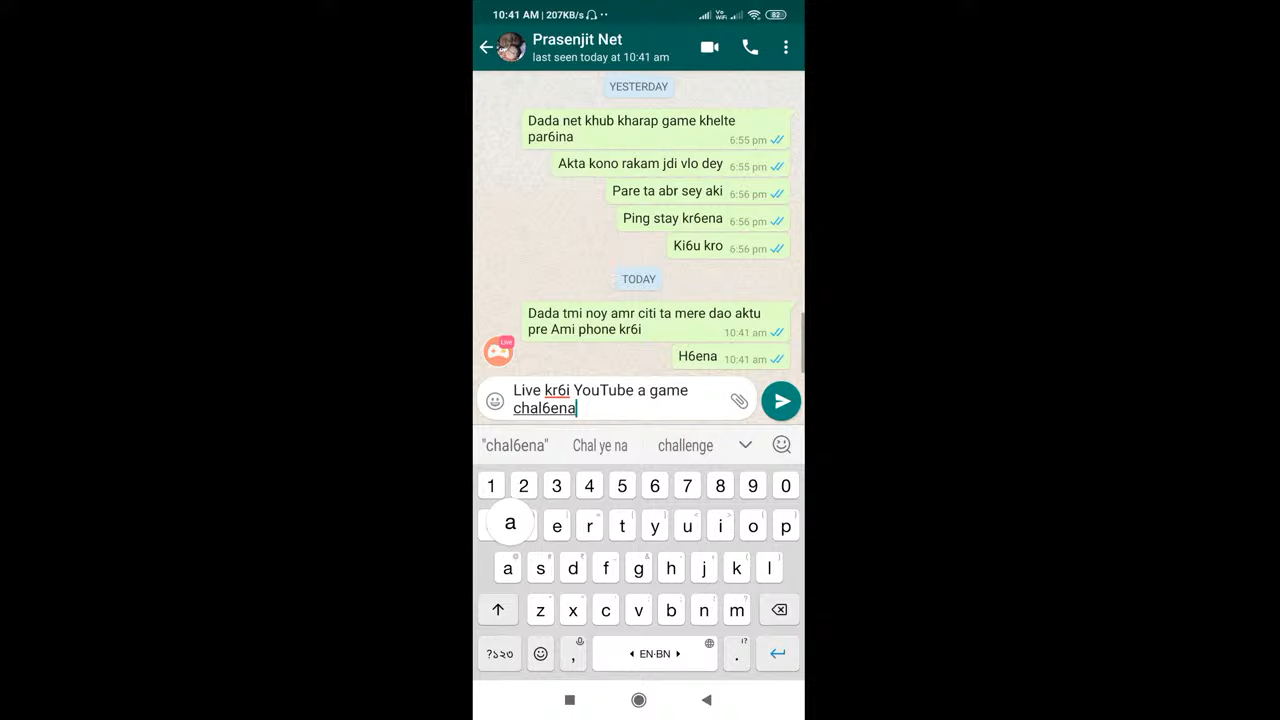 10:41 AM | 207KB/s
Vo
WiFi
82
Prasenjit Net
last seen today at 10:41 am
YESTERDAY
Dada net khub kharap game khelte
par6ina
6:55 pm
Akta kono rakam jdi vlo dey
6:55 pm
Pare ta abr sey aki
6:56 pm
Ping stay kr6ena
6:56 pm
Ki6u kro
6:56 pm
TODAY
Dada tmi noy amr citi ta mere dao aktu
pre Ami phone kr6i
10:41 am
Live
H6ena
10:41 am
Live kr6i YouTube a game
chal6ena
"chal6ena" Chal ye na challenge
1 2 3 4 5 6 7 8 9 0
a e r t y u i o p
a s d f g h j k l
z x c v b n m
?১২৩ , EN·BN . !?